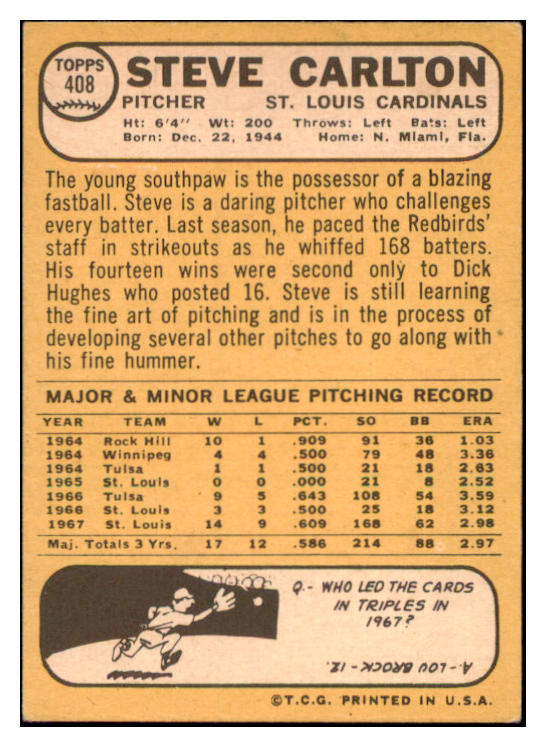 TOPPS
408
STEVE CARLTON
PITCHER ST. LOUIS CARDINALS
Ht: 6'4" Wt: 200 Throws: Left Bats: Left
Born: Dec. 22, 1944 Home: N. Miami, Fla.
The young southpaw is the possessor of a blazing
fastball. Steve is a daring pitcher who challenges
every batter. Last season, he paced the Redbirds'
staff in strikeouts as he whiffed 168 batters.
His fourteen wins were second only to Dick
Hughes who posted 16. Steve is still learning
the fine art of pitching and is in the process of
developing several other pitches to go along with
his fine hummer.
MAJOR & MINOR LEAGUE PITCHING RECORD
YEAR TEAM W L PCT. SO BB ERA
1964 Rock Hill 10 1 .909 91 36 1.03
1964 Winnipeg 4 4 .500 79 48 3.36
1964 Tulsa 1 1 .500 21 18 2.63
1965 St. Louis 0 0 .000 21 8 2.52
1966 Tulsa 9 5 .643 108 54 3.59
1966 St. Louis 3 3 .500 25 18 3.12
1967 St. Louis 14 9 .609 168 62 2.98
Maj. Totals 3 Yrs. 17 12 .586 214 88 2.97
Q.- WHO LED THE CARDS
IN TRIPLES IN
1967?
A.- LOU BROCK - 12.
©T.C.G. PRINTED IN U.S.A.